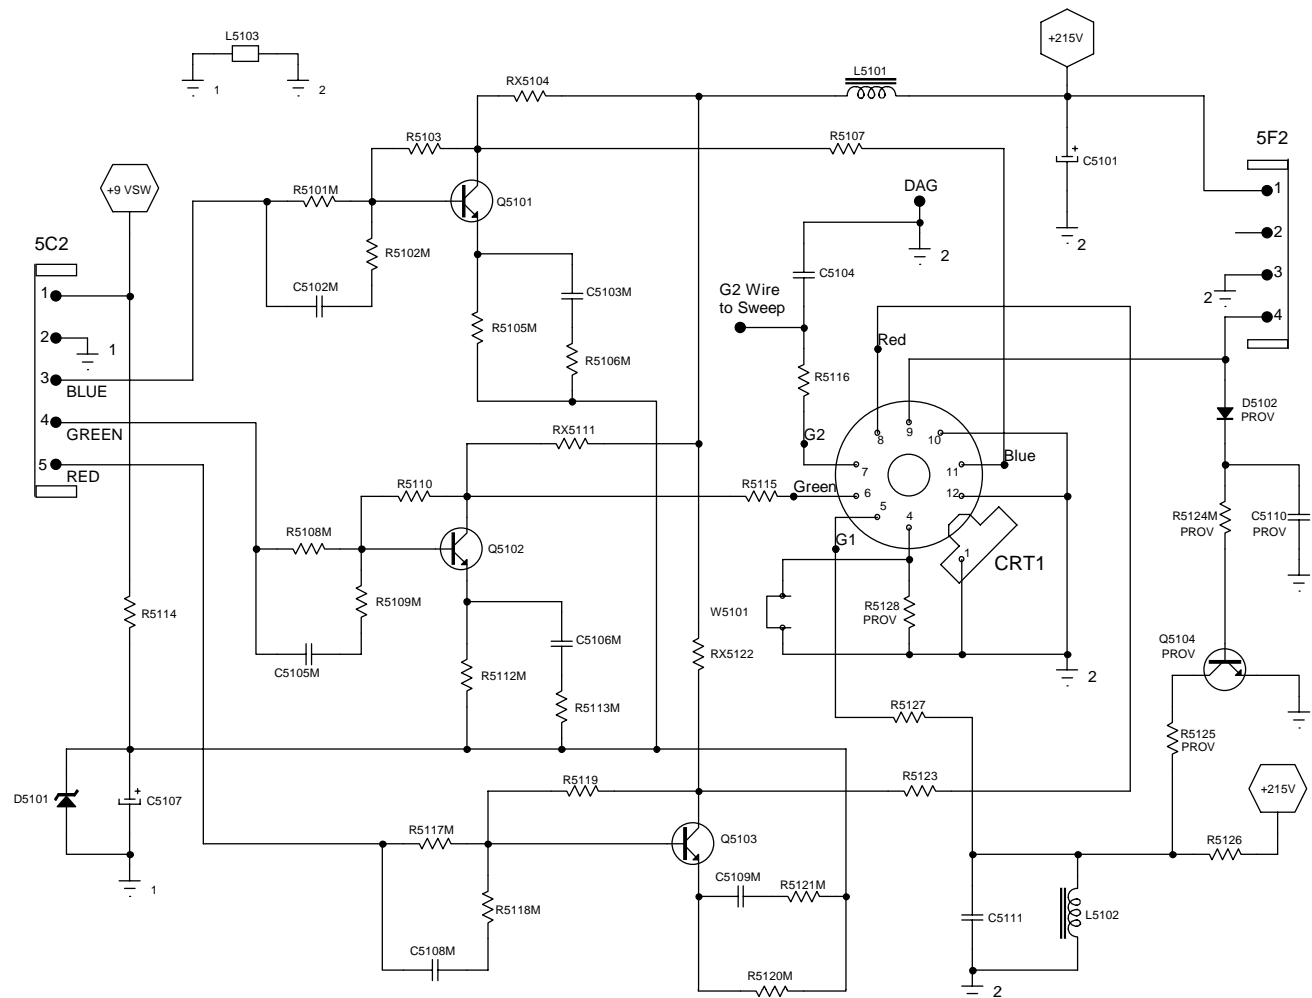 L5103
1
2
+215V
RX5104
L5101
R5103
R5107
C5101
5F2
+9 VSW
R5101M
Q5101
DAG
1
2
2
2
3
2
4
5C2
R5102M
C5104
1
C5102M
C5103M
G2 Wire
to Sweep
2
1
R5105M
Red
3
BLUE
R5106M
R5116
D5102
PROV
4
GREEN
RX5111
G2
8
9
10
5
RED
7
11
Blue
R5110
R5115
Green
6
12
5
4
R5124M
PROV
C5110
PROV
R5108M
Q5102
G1
1
CRT1
R5114
R5109M
W5101
R5128
PROV
C5106M
RX5122
Q5104
PROV
C5105M
R5112M
2
R5113M
R5127
R5125
PROV
D5101
C5107
R5119
R5123
+215V
R5117M
Q5103
R5126
1
C5109M
R5121M
R5118M
C5111
L5102
C5108M
R5120M
2